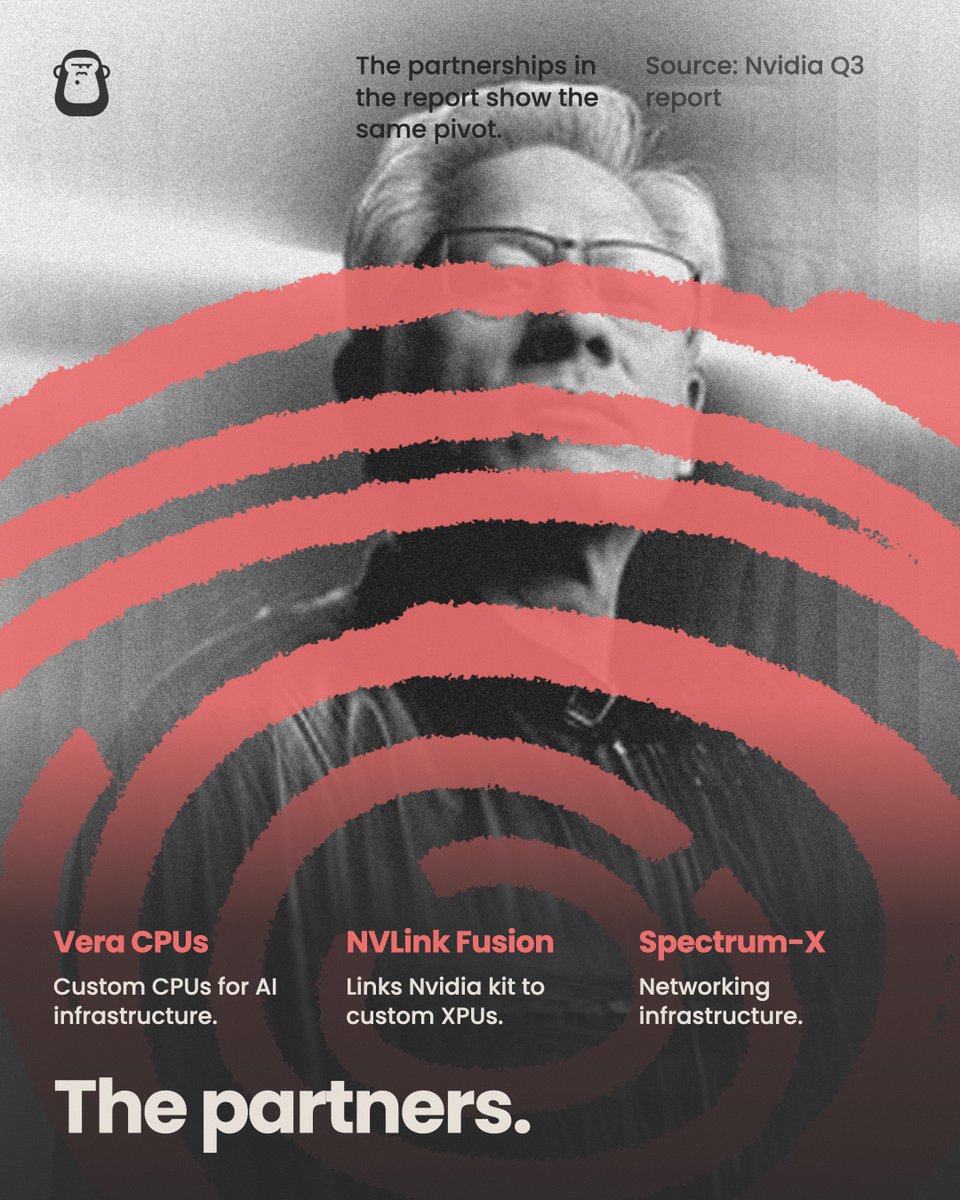 The partnerships in
the report show the
same pivot.
Source: Nvidia Q3
report
Vera CPUs
Custom CPUs for AI
infrastructure.
NVLink Fusion
Links Nvidia kit to
custom XPUs.
Spectrum-X
Networking
infrastructure.
The partners.